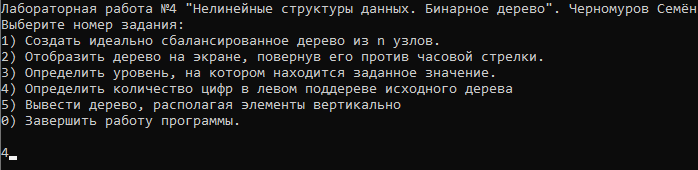 Лабораторная работа №4 "Нелинейные структуры данных. Бинарное дерево". Черномуров Семён
Выберите номер задания:
1) Создать идеально сбалансированное дерево из n узлов.
2) Отобразить дерево на экране, повернув его против часовой стрелки.
3) Определить уровень, на котором находится заданное значение.
4) Определить количество цифр в левом поддереве исходного дерева
5) Вывести дерево, располагая элементы вертикально
0) Завершить работу программы.
4